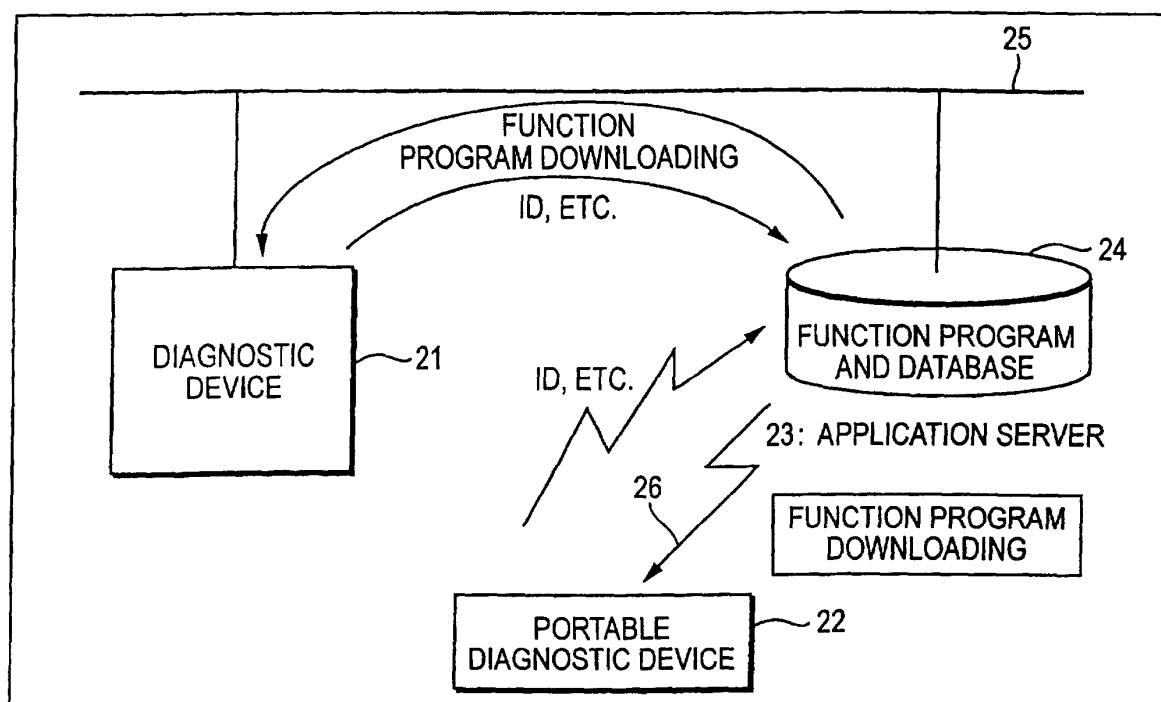 25
FUNCTION
PROGRAM DOWNLOADING
ID, ETC.
24
DIAGNOSTIC
DEVICE
21
FUNCTION PROGRAM
AND DATABASE
ID, ETC.
23: APPLICATION SERVER
26
FUNCTION PROGRAM
DOWNLOADING
PORTABLE
DIAGNOSTIC DEVICE
22